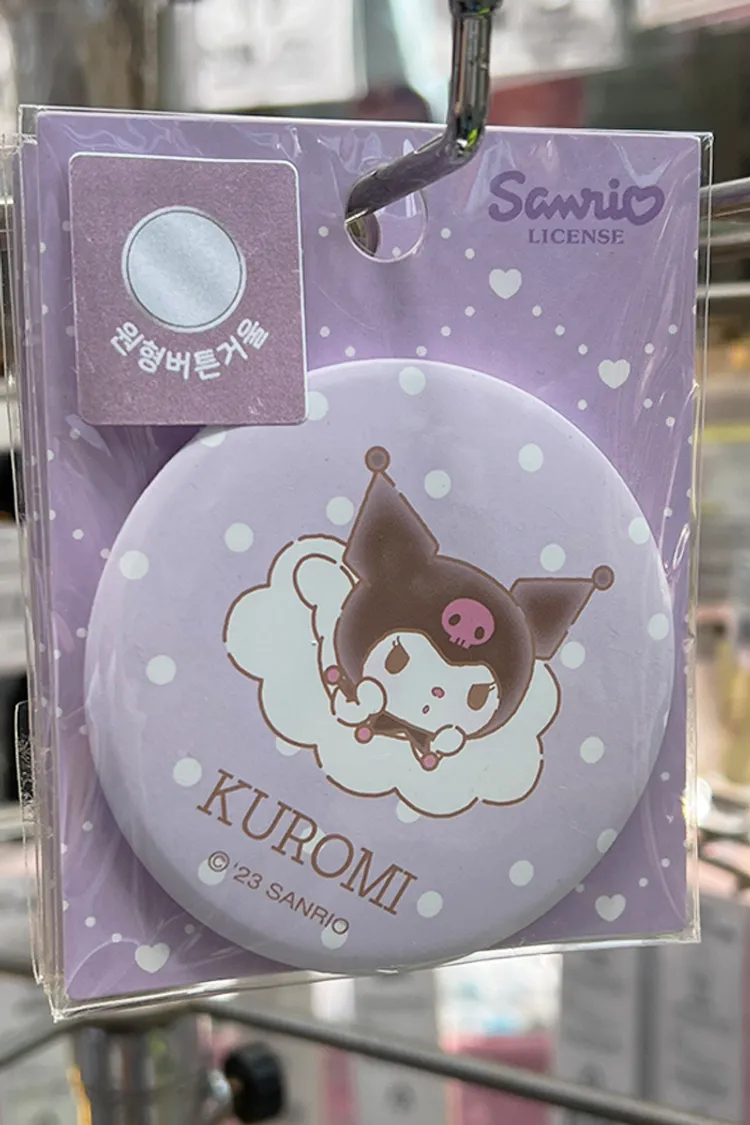 Sanrio
LICENSE
원형버튼거울
KUROMI
© '23 SANRIO